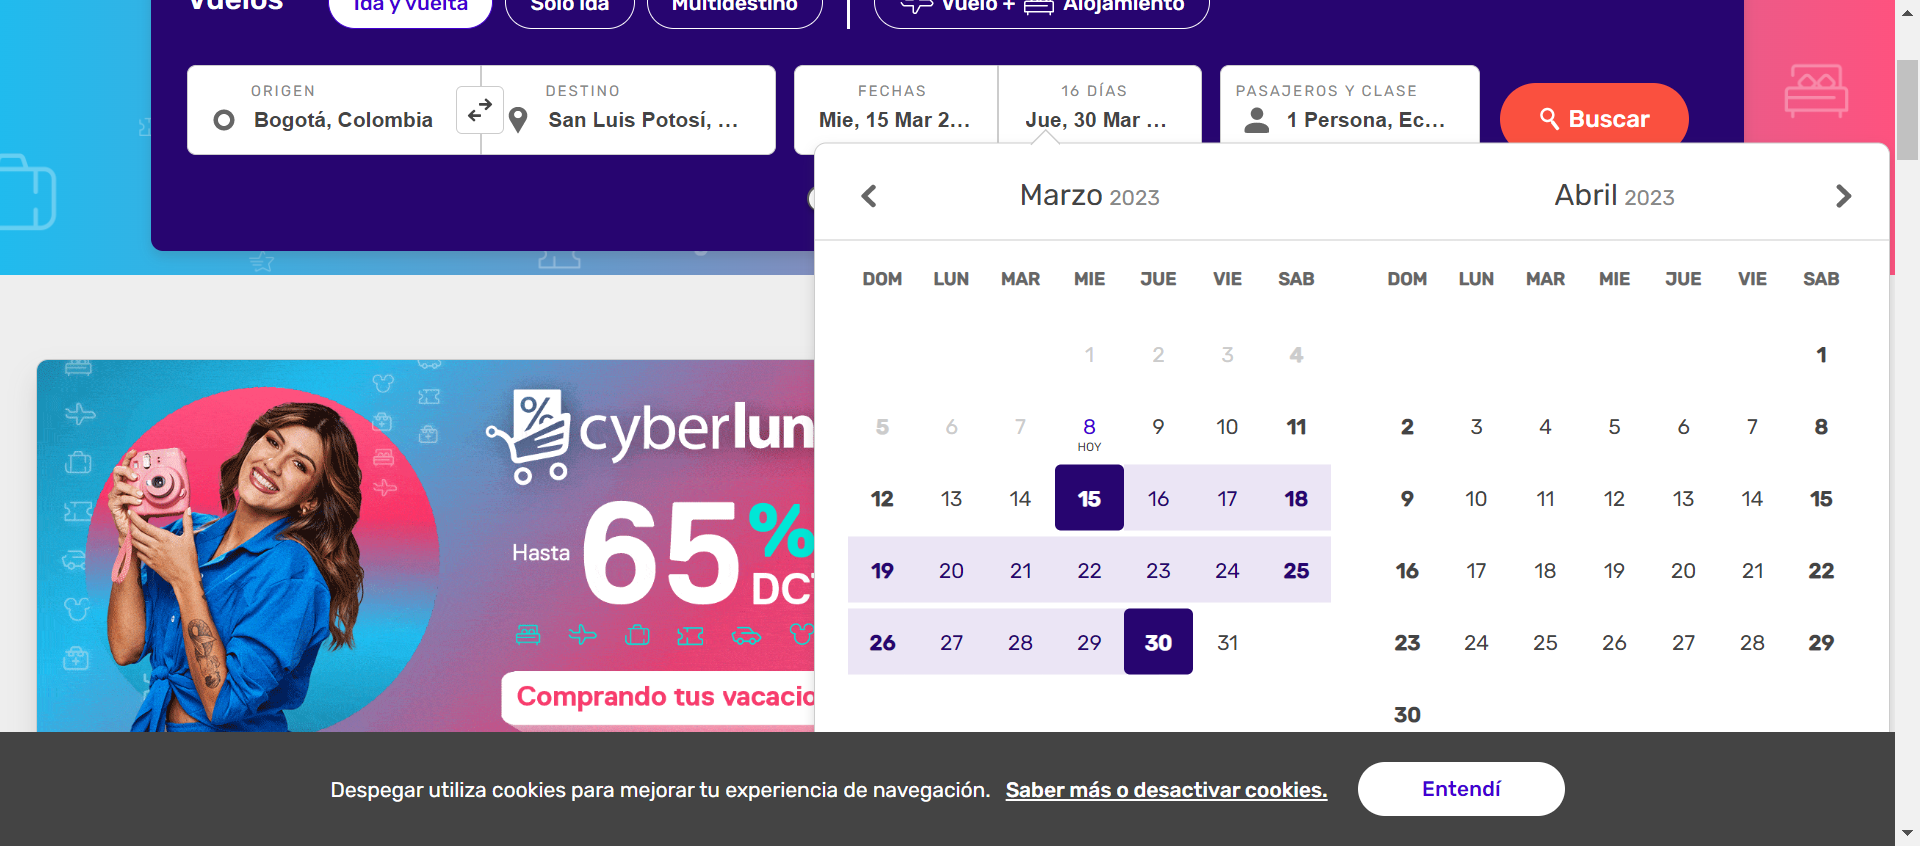 Vuelos
Ida y vuelta
Solo ida
Multidestino
Vuelo + Alojamiento
ORIGEN
Bogotá, Colombia
DESTINO
San Luis Potosí, ...
FECHAS
Mie, 15 Mar 2...
16 DÍAS
Jue, 30 Mar ...
PASAJEROS Y CLASE
1 Persona, Ec...
Buscar
Marzo 2023
DOM LUN MAR MIE JUE VIE SAB
1 2 3 4
5 6 7 8 9 10 11
HOY
12 13 14 15 16 17 18
19 20 21 22 23 24 25
26 27 28 29 30 31
Abril 2023
DOM LUN MAR MIE JUE VIE SAB
1
2 3 4 5 6 7 8
9 10 11 12 13 14 15
16 17 18 19 20 21 22
23 24 25 26 27 28 29
30
%
cyberlun
Hasta 65%
DCT
Comprando tus vacacio
Despegar utiliza cookies para mejorar tu experiencia de navegación. Saber más o desactivar cookies.
Entendí